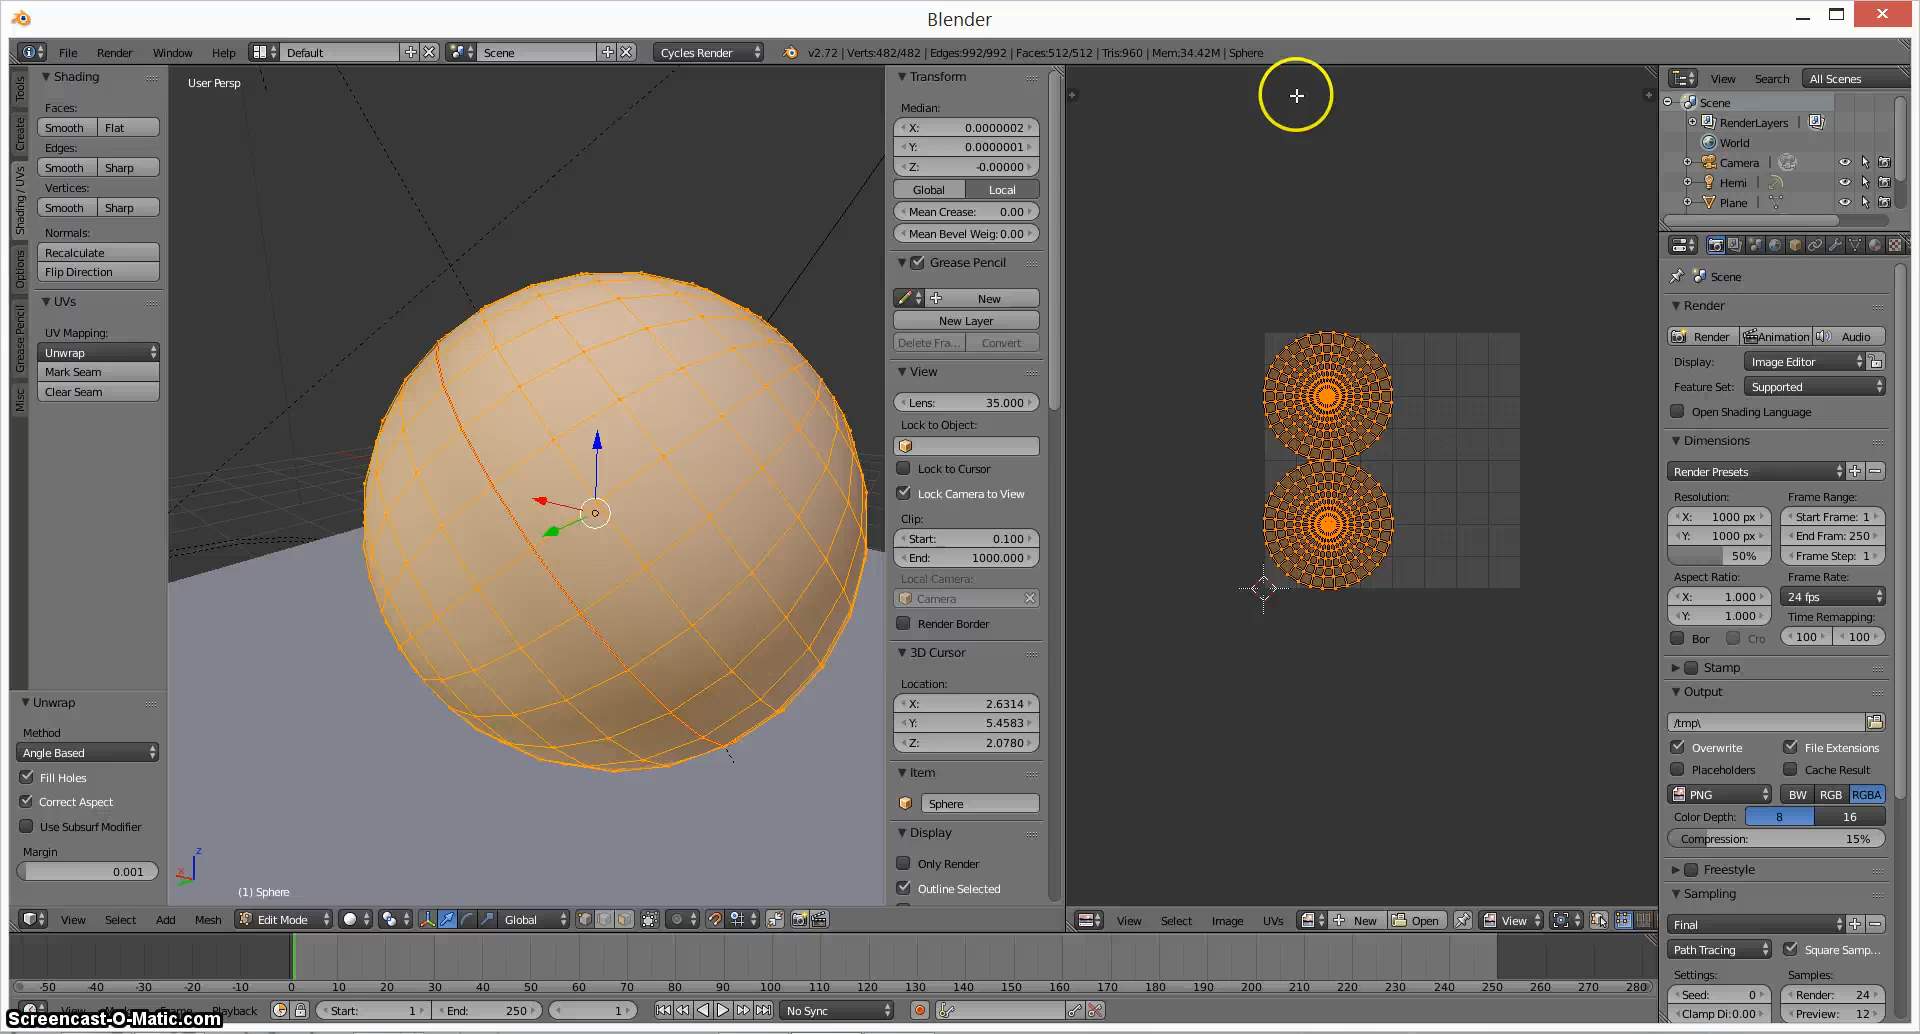 Blender
File Render Window Help Default Scene Cycles Render v2.72 | Verts:482/482 | Edges:992/992 | Faces:512/512 | Tris:960 | Mem:34.42M | Sphere
Tools
Create
Shading / UVs
Options
Grease Pencil
Misc
Shading
Faces:
Smooth Flat
Edges:
Smooth Sharp
Vertices:
Smooth Sharp
Normals:
Recalculate
Flip Direction
UVs
UV Mapping:
Unwrap
Mark Seam
Clear Seam
Unwrap
Method
Angle Based
Fill Holes
Correct Aspect
Use Subsurf Modifier
Margin
0.001
User Persp
z
x
(1) Sphere
View Select Add Mesh Edit Mode Global
Transform
Median:
X: 0.0000002
Y: 0.0000001
Z: -0.00000
Global Local
Mean Crease: 0.00
Mean Bevel Weig: 0.00
Grease Pencil
New
New Layer
Delete Fra... Convert
View
Lens: 35.000
Lock to Object:
Lock to Cursor
Lock Camera to View
Clip:
Start: 0.100
End: 1000.000
Local Camera:
Camera
Render Border
3D Cursor
Location:
X: 2.6314
Y: 5.4583
Z: 2.0780
Item
Sphere
Display
Only Render
Outline Selected
View Select Image UVs New Open View
View Search All Scenes
Scene
RenderLayers
World
Camera
Hemi
Plane
Scene
Render
Render Animation Audio
Display: Image Editor
Feature Set: Supported
Open Shading Language
Dimensions
Render Presets
Resolution: Frame Range:
X: 1000 px Start Frame: 1
Y: 1000 px End Fram: 250
50% Frame Step: 1
Aspect Ratio: Frame Rate:
X: 1.000 24 fps
Y: 1.000 Time Remapping:
Bor Cro 100 100
Stamp
Output
/tmp\
Overwrite File Extensions
Placeholders Cache Result
PNG BW RGB RGBA
Color Depth: 8 16
Compression: 15%
Freestyle
Sampling
Final
Path Tracing Square Samp...
Settings: Samples:
Seed: 0 Render: 24
Clamp Di:0.00 Preview: 12
-50 -40 -30 -20 -10 0 10 20 30 40 50 60 70 80 90 100 110 120 130 140 150 160 170 180 190 200 210 220 230 240 250 260 270 280
Playback Start: 1 End: 250 1 No Sync
Screencast-O-Matic.com